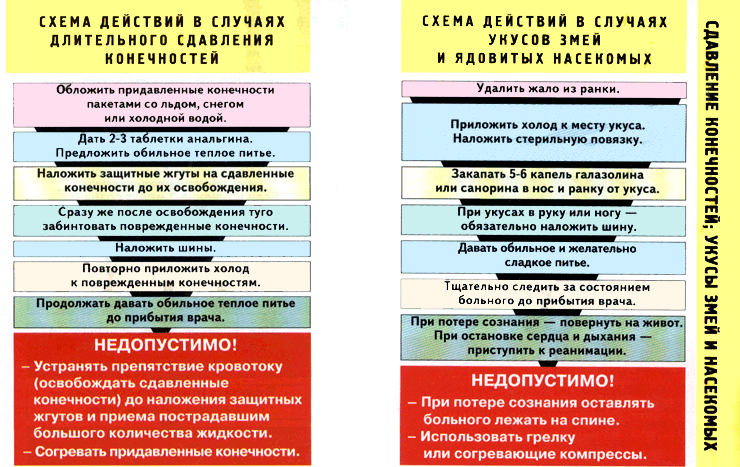 СХЕМА ДЕЙСТВИЙ В СЛУЧАЯХ
ДЛИТЕЛЬНОГО СДАВЛЕНИЯ
КОНЕЧНОСТЕЙ
Обложить придавленные конечности
пакетами со льдом, снегом
или холодной водой.
Дать 2-3 таблетки анальгина.
Предложить обильное теплое питье.
Наложить защитные жгуты на сдавленные
конечности до их освобождения.
Сразу же после освобождения туго
забинтовать поврежденные конечности.
Наложить шины.
Повторно приложить холод
к поврежденным конечностям.
Продолжать давать обильное теплое питье
до прибытия врача.
НЕДОПУСТИМО!
– Устранять препятствие кровотоку
(освобождать сдавленные
конечности) до наложения защитных
жгутов и приема пострадавшим
большого количества жидкости.
– Согревать придавленные конечности.
СХЕМА ДЕЙСТВИЙ В СЛУЧАЯХ
УКУСОВ ЗМЕЙ
И ЯДОВИТЫХ НАСЕКОМЫХ
Удалить жало из ранки.
Приложить холод к месту укуса.
Наложить стерильную повязку.
Закапать 5-6 капель галазолина
или санорина в нос и ранку от укуса.
При укусах в руку или ногу —
обязательно наложить шину.
Давать обильное и желательно
сладкое питье.
Тщательно следить за состоянием
больного до прибытия врача.
При потере сознания — повернуть на живот.
При остановке сердца и дыхания —
приступить к реанимации.
НЕДОПУСТИМО!
– При потере сознания оставлять
больного лежать на спине.
– Использовать грелку
или согревающие компрессы.
СДАВЛЕНИЕ КОНЕЧНОСТЕЙ; УКУСЫ ЗМЕЙ И НАСЕКОМЫХ